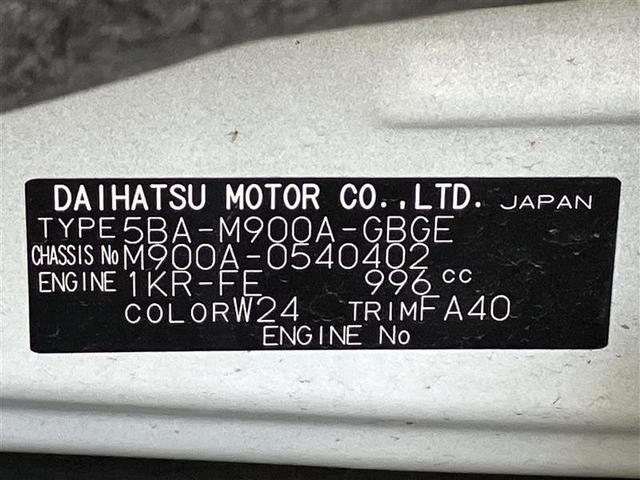 DAIHATSU MOTOR CO.,LTD. JAPAN
TYPE 5BA-M900A-GBGE
CHASSIS No M900A-0540402
ENGINE 1KR-FE 996 cc
COLOR W24 TRIM FA40
ENGINE No